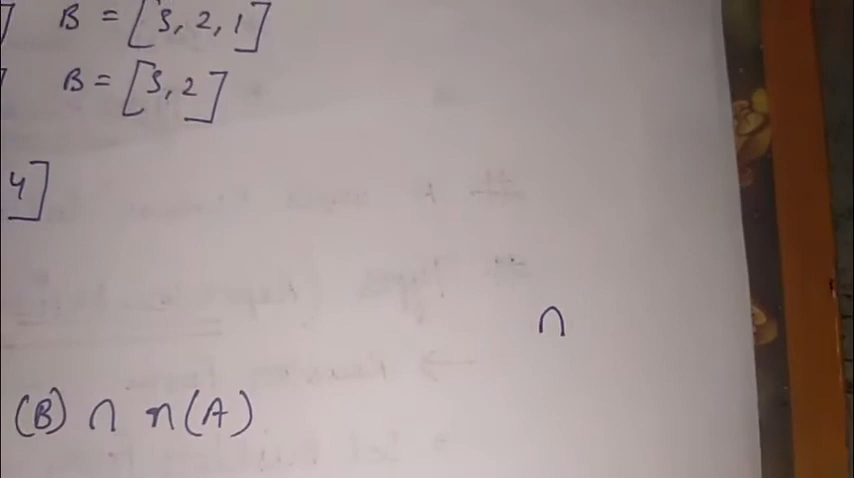 ] B = [3, 2, 1]
] B = [3, 2]
4]
∩
(B) ∩ n(A)